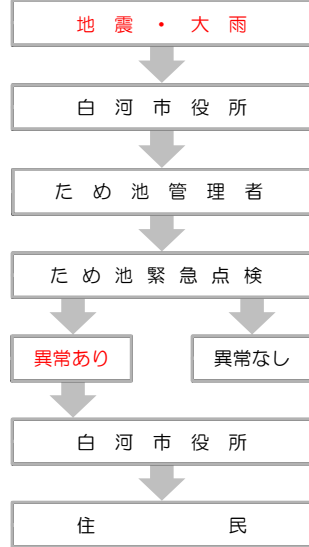 地震・大雨
白河市役所
ため池管理者
ため池緊急点検
異常あり 異常なし
白河市役所
住民